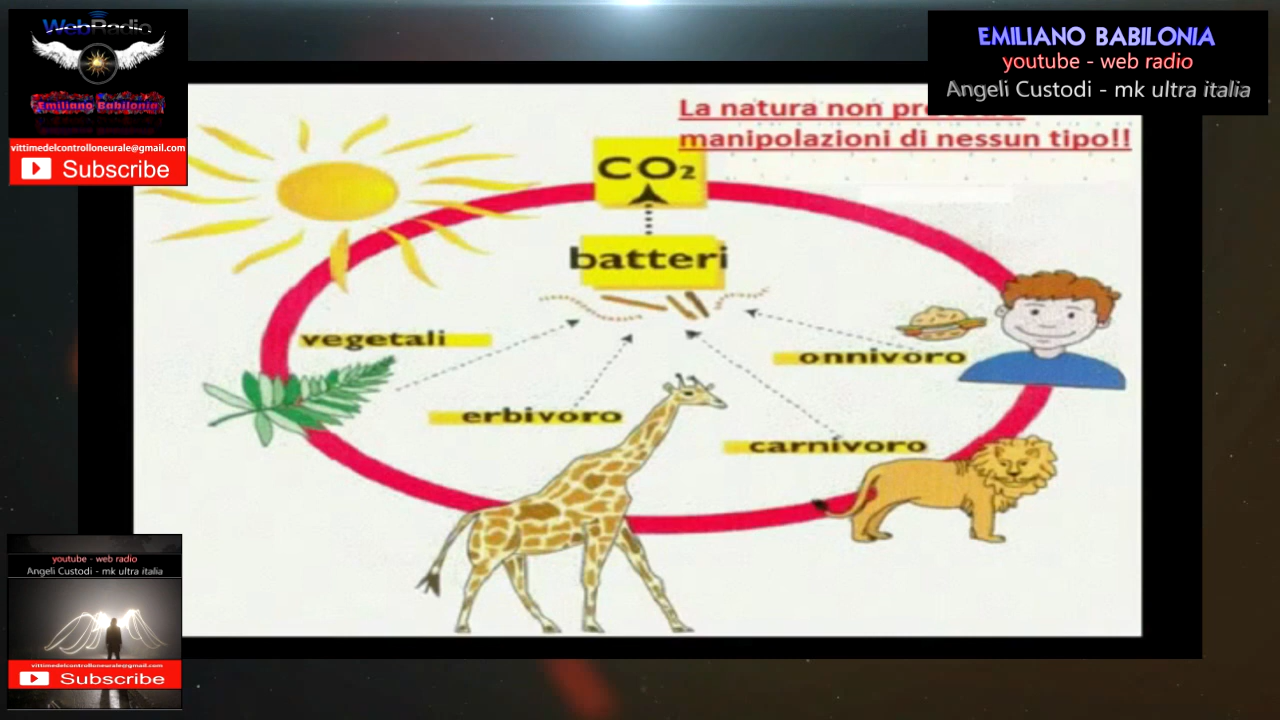 WebRadio
Emiliano Babilonia
vittimedelcontrolloneurale@gmail.com
Subscribe
EMILIANO BABILONIA
youtube - web radio
Angeli Custodi - mk ultra italia
La natura non
manipolazioni di nessun tipo!!
CO₂
batteri
vegetali
onnivoro
erbivoro
carnivoro
youtube - web radio
Angeli Custodi - mk ultra italia
vittimedelcontrolloneurale@gmail.com
Subscribe